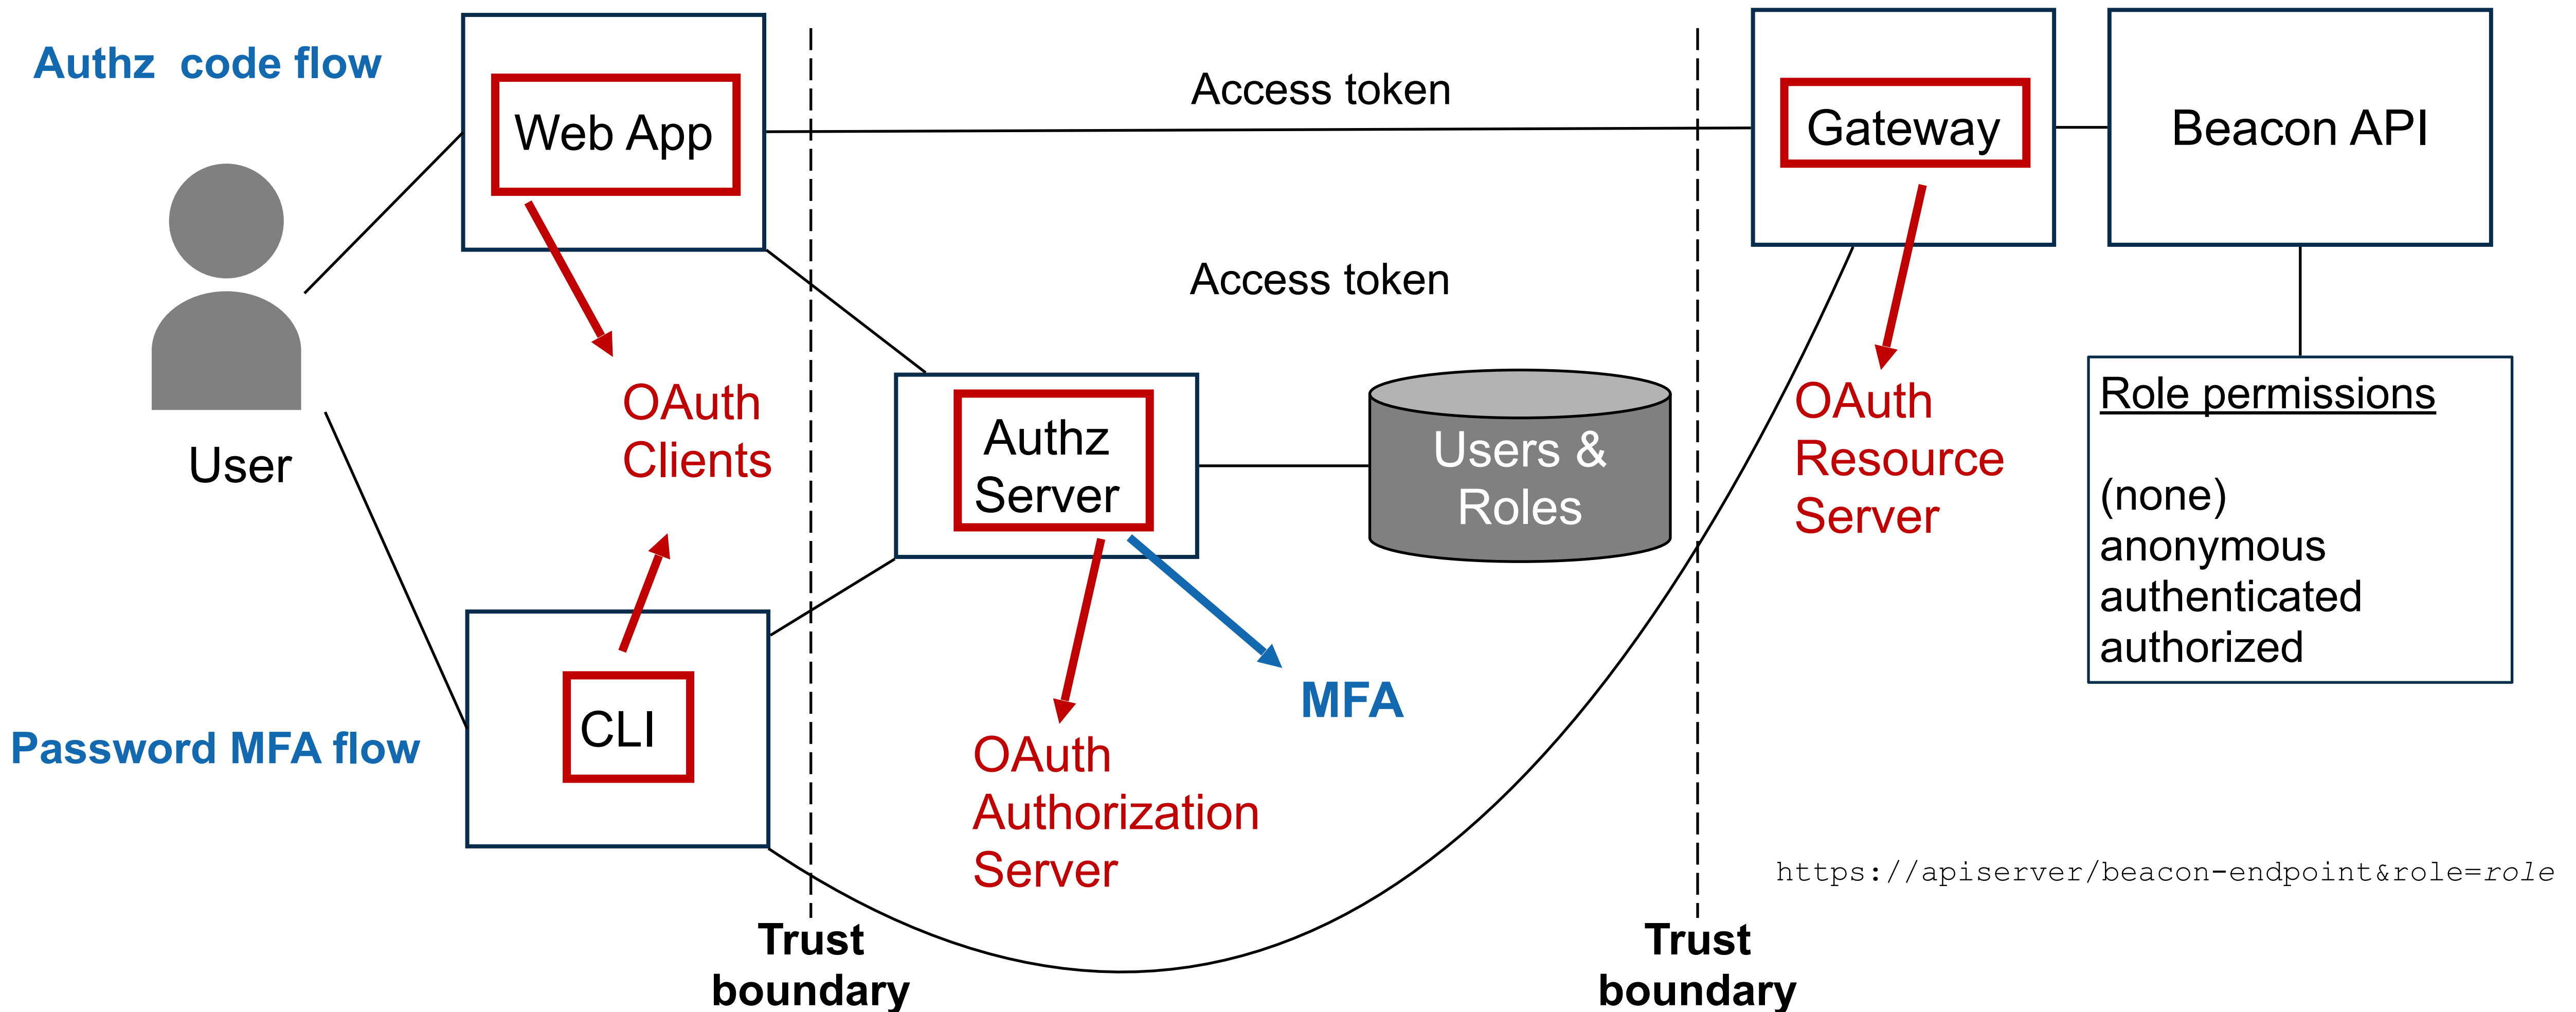 Authz  code flow
Web App
Access token
Gateway
Beacon API
Access token
OAuth
Clients
Authz
Server
Users &
Roles
OAuth
Resource
Server
Role permissions
(none)
anonymous
authenticated
authorized
User
CLI
Password MFA flow
MFA
OAuth
Authorization
Server
https://apiserver/beacon-endpoint&role=role
Trust
boundary
Trust
boundary